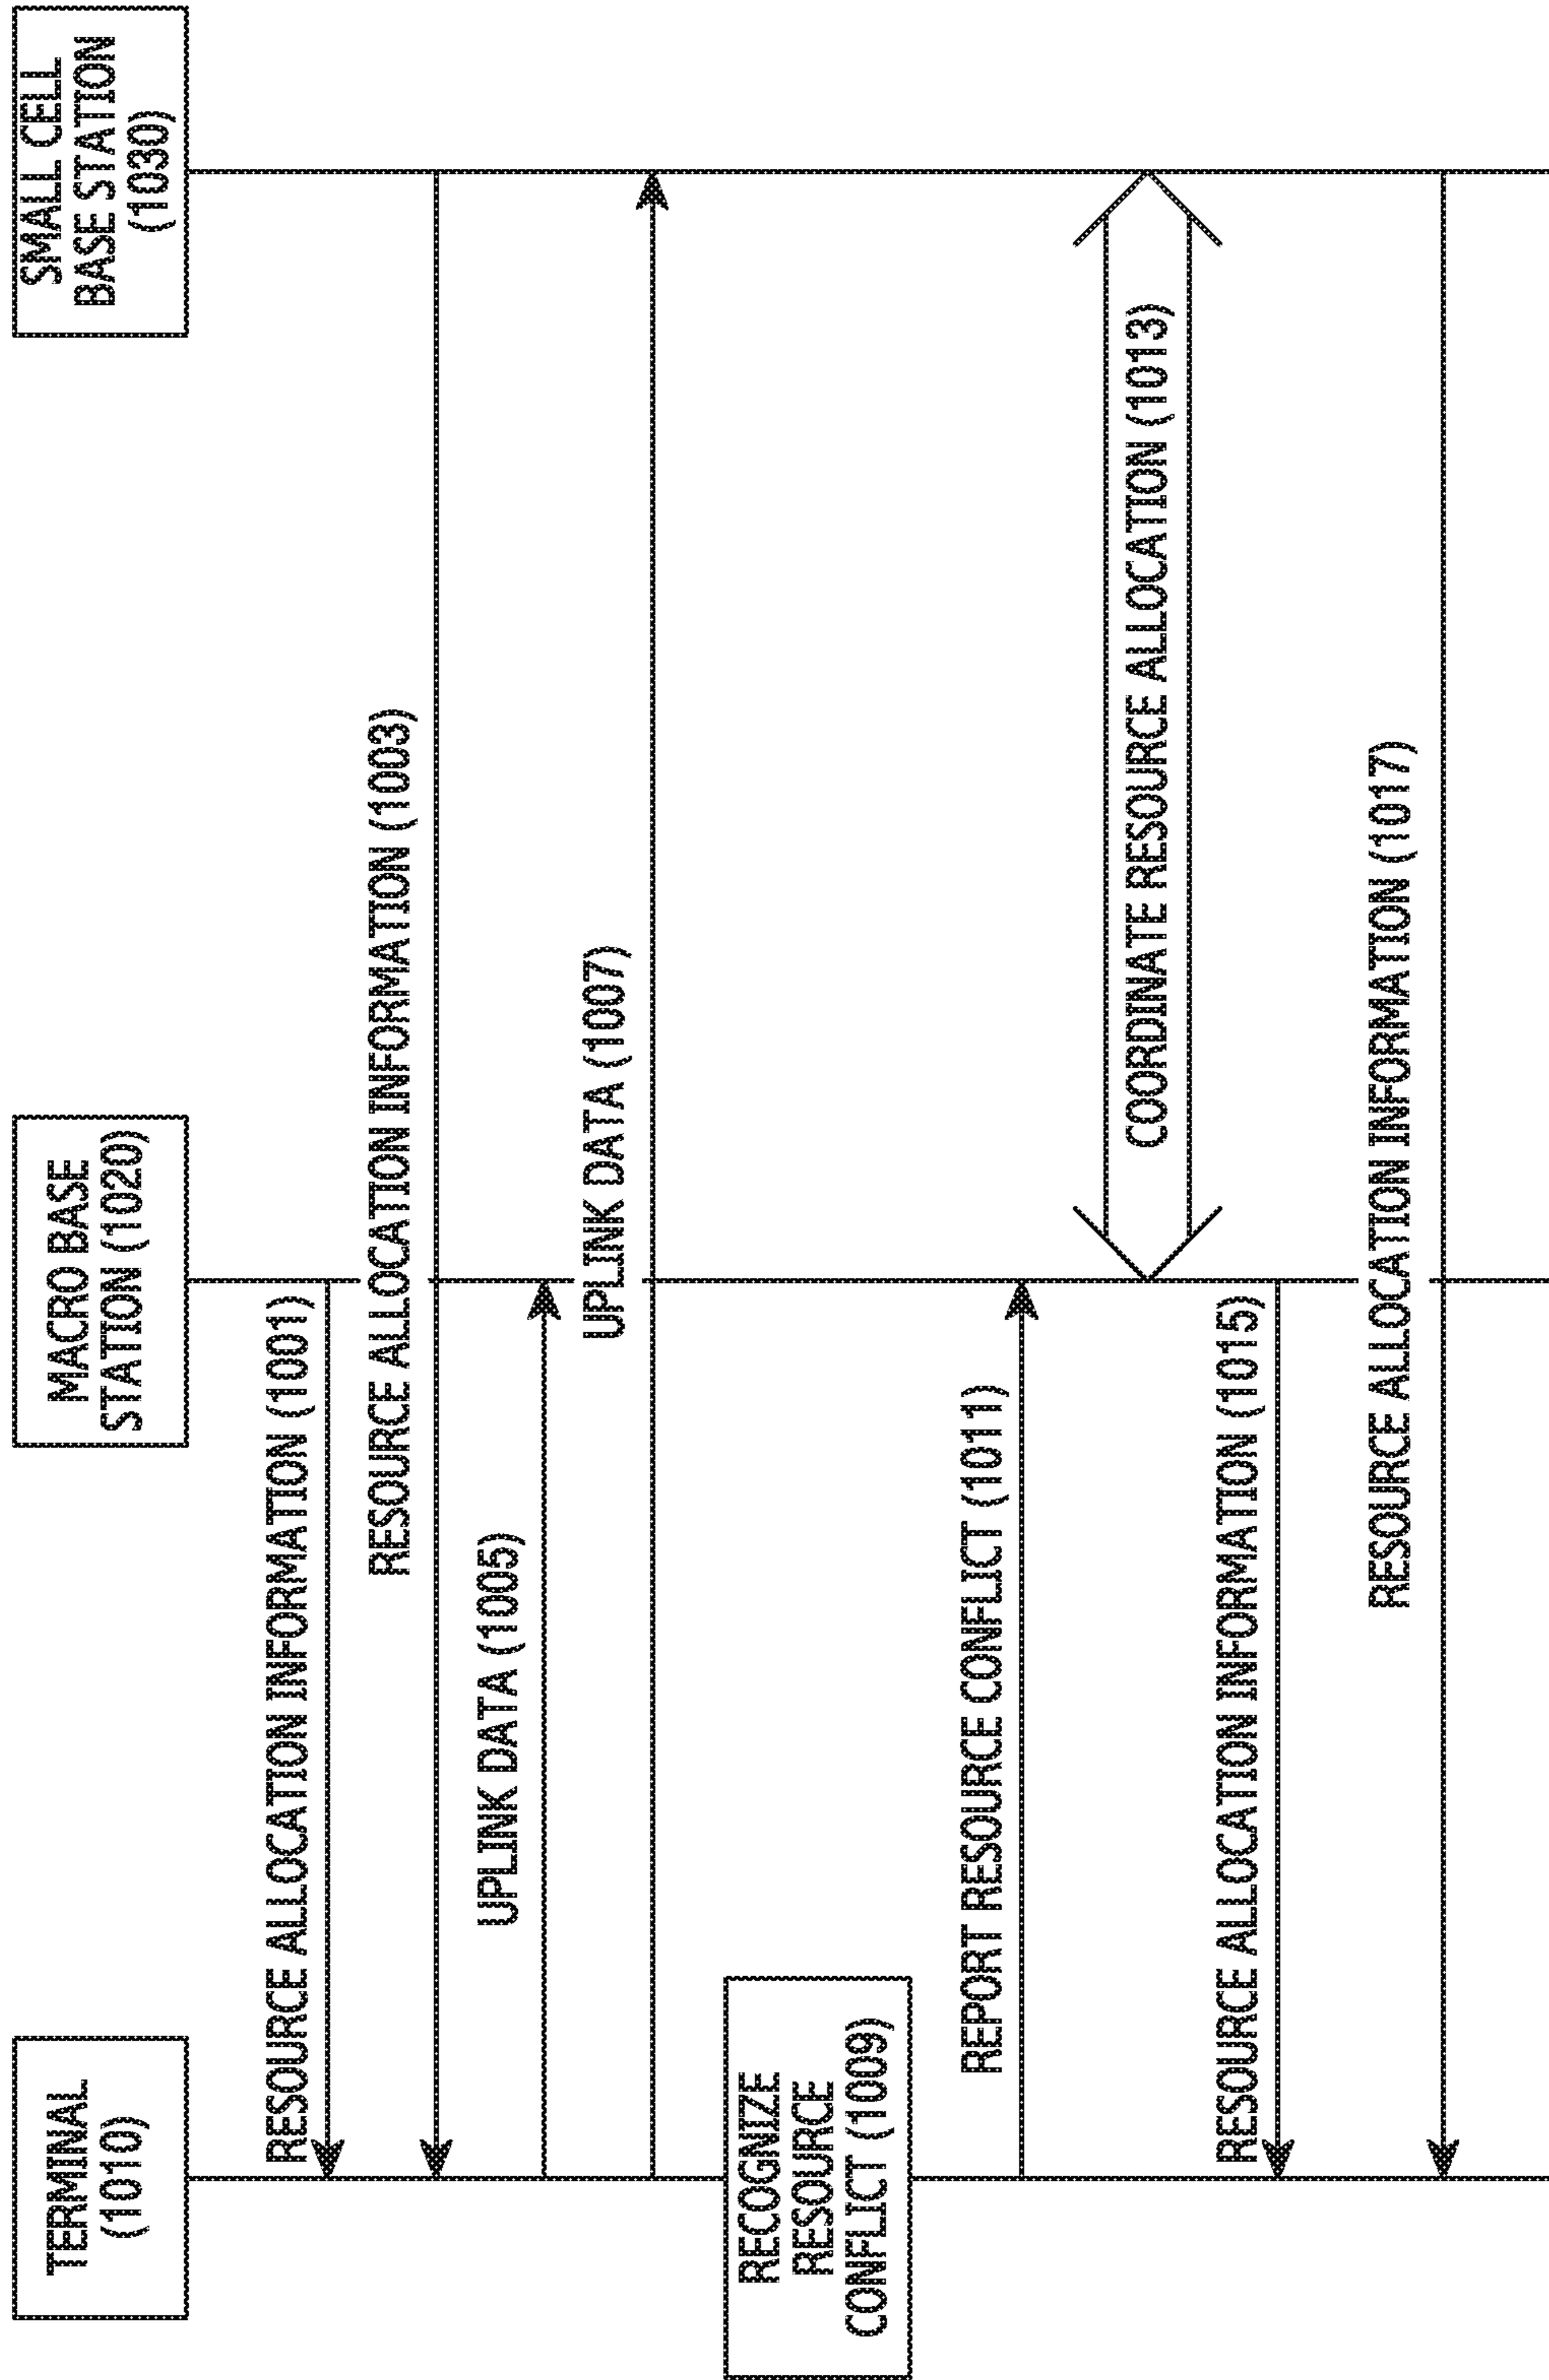 TERMINAL
(1010)
MACRO BASE
STATION (1020)
SMALL CELL
BASE STATION
(1030)
RESOURCE ALLOCATION INFORMATION (1001)
RESOURCE ALLOCATION INFORMATION (1003)
UPLINK DATA (1005)
UPLINK DATA (1007)
RECOGNIZE
RESOURCE
CONFLICT (1009)
REPORT RESOURCE CONFLICT (1011)
COORDINATE RESOURCE ALLOCATION (1013)
RESOURCE ALLOCATION INFORMATION (1015)
RESOURCE ALLOCATION INFORMATION (1017)